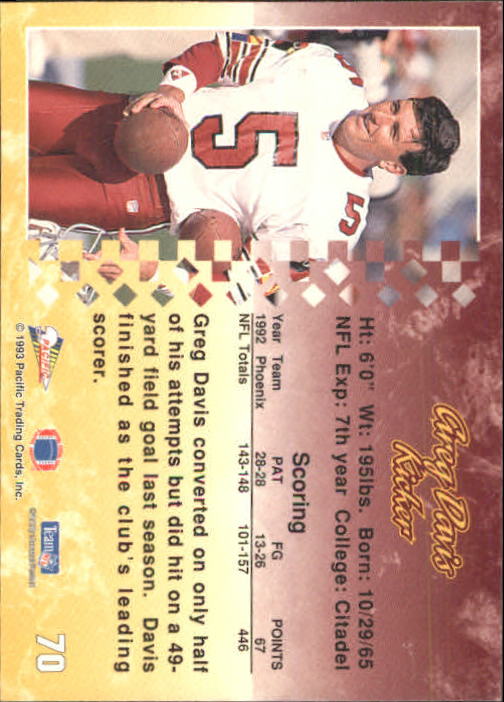 Greg Davis
Kicker
Ht: 6'0" Wt: 195lbs. Born: 10/29/65
NFL Exp: 7th year College: Citadel
Scoring
Year Team PAT FG POINTS
1992 Phoenix 28-28 13-26 67
NFL Totals 143-148 101-157 446
Greg Davis converted on only half
of his attempts but did hit on a 49-
yard field goal last season. Davis
finished as the club's leading
scorer.
PACIFIC
Team NFL
© 1993 Pacific Trading Cards, Inc.
70
5
5